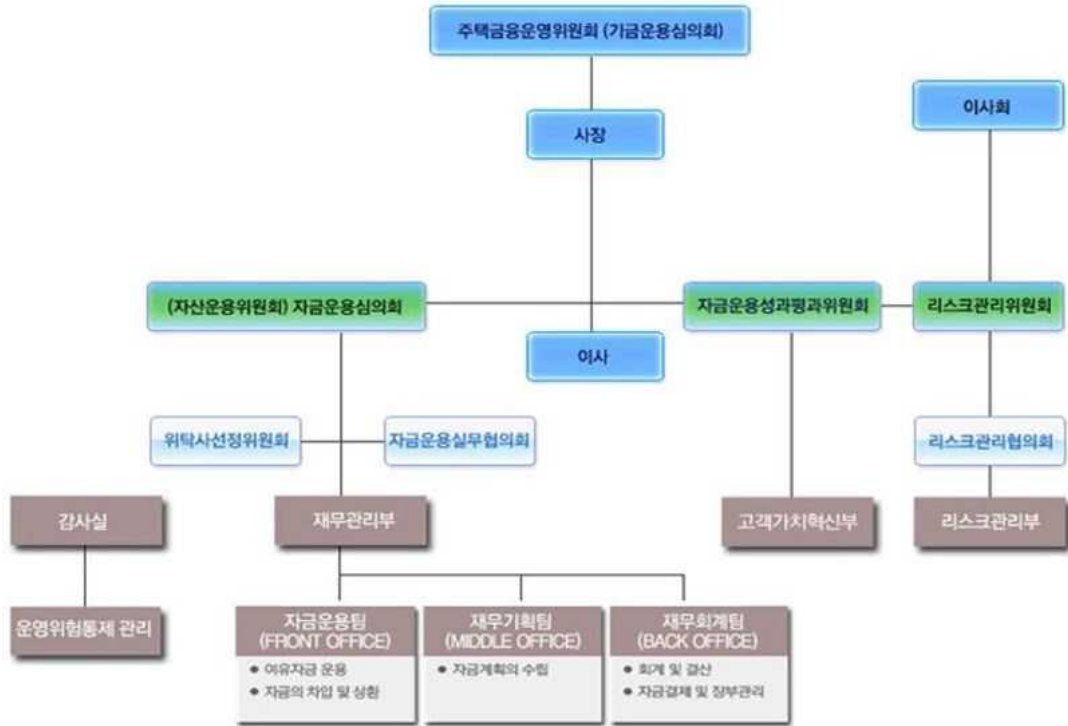 주택금융운영위원회 (기금운용심의회)
이사회
사장
(자산운용위원회) 자금운용심의회
자금운용성과평과위원회
리스크관리위원회
이사
위탁사선정위원회
자금운용실무협의회
리스크관리협의회
감사실
재무관리부
고객가치혁신부
리스크관리부
운영위험통제 관리
자금운용팀
(FRONT OFFICE)
● 여유자금 운용
● 자금의 차입 및 상환
재무기획팀
(MIDDLE OFFICE)
● 자금계획의 수립
재무회계팀
(BACK OFFICE)
● 회계 및 결산
● 자금결제 및 장부관리